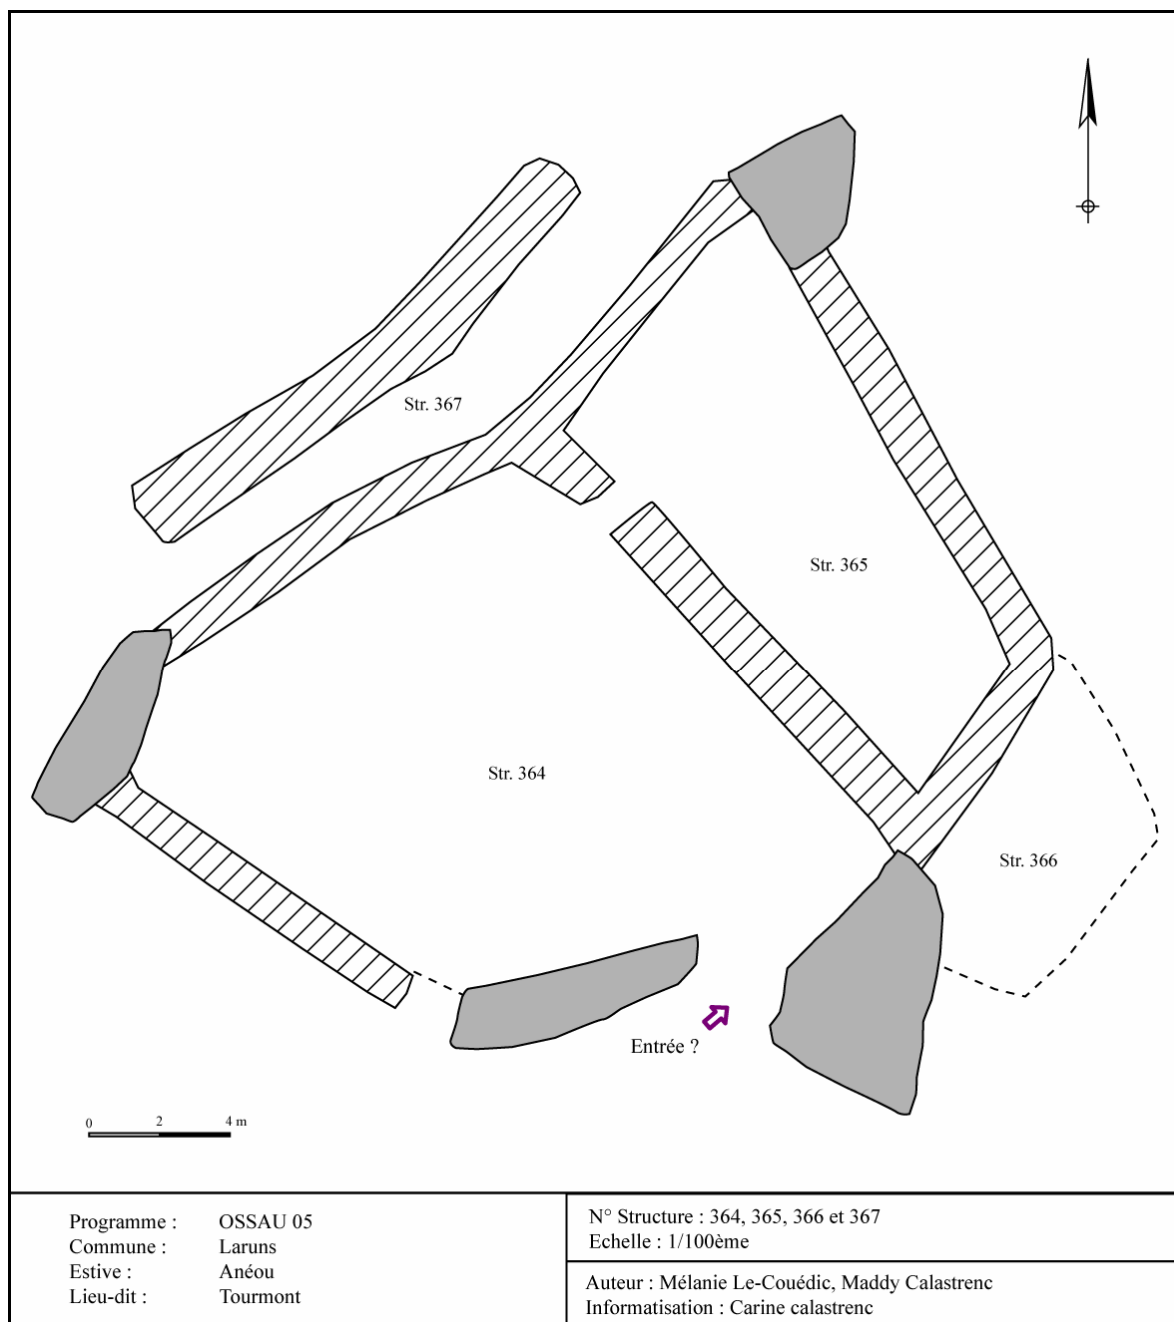 Str. 367
Str. 365
Str. 364
Str. 366
Entrée ?
0 2 4 m
Programme : OSSAU 05
Commune : Laruns
Estive : Anéou
Lieu-dit : Tourmont
N° Structure : 364, 365, 366 et 367
Echelle : 1/100ème
Auteur : Mélanie Le-Couédic, Maddy Calastrenc
Informatisation : Carine calastrenc